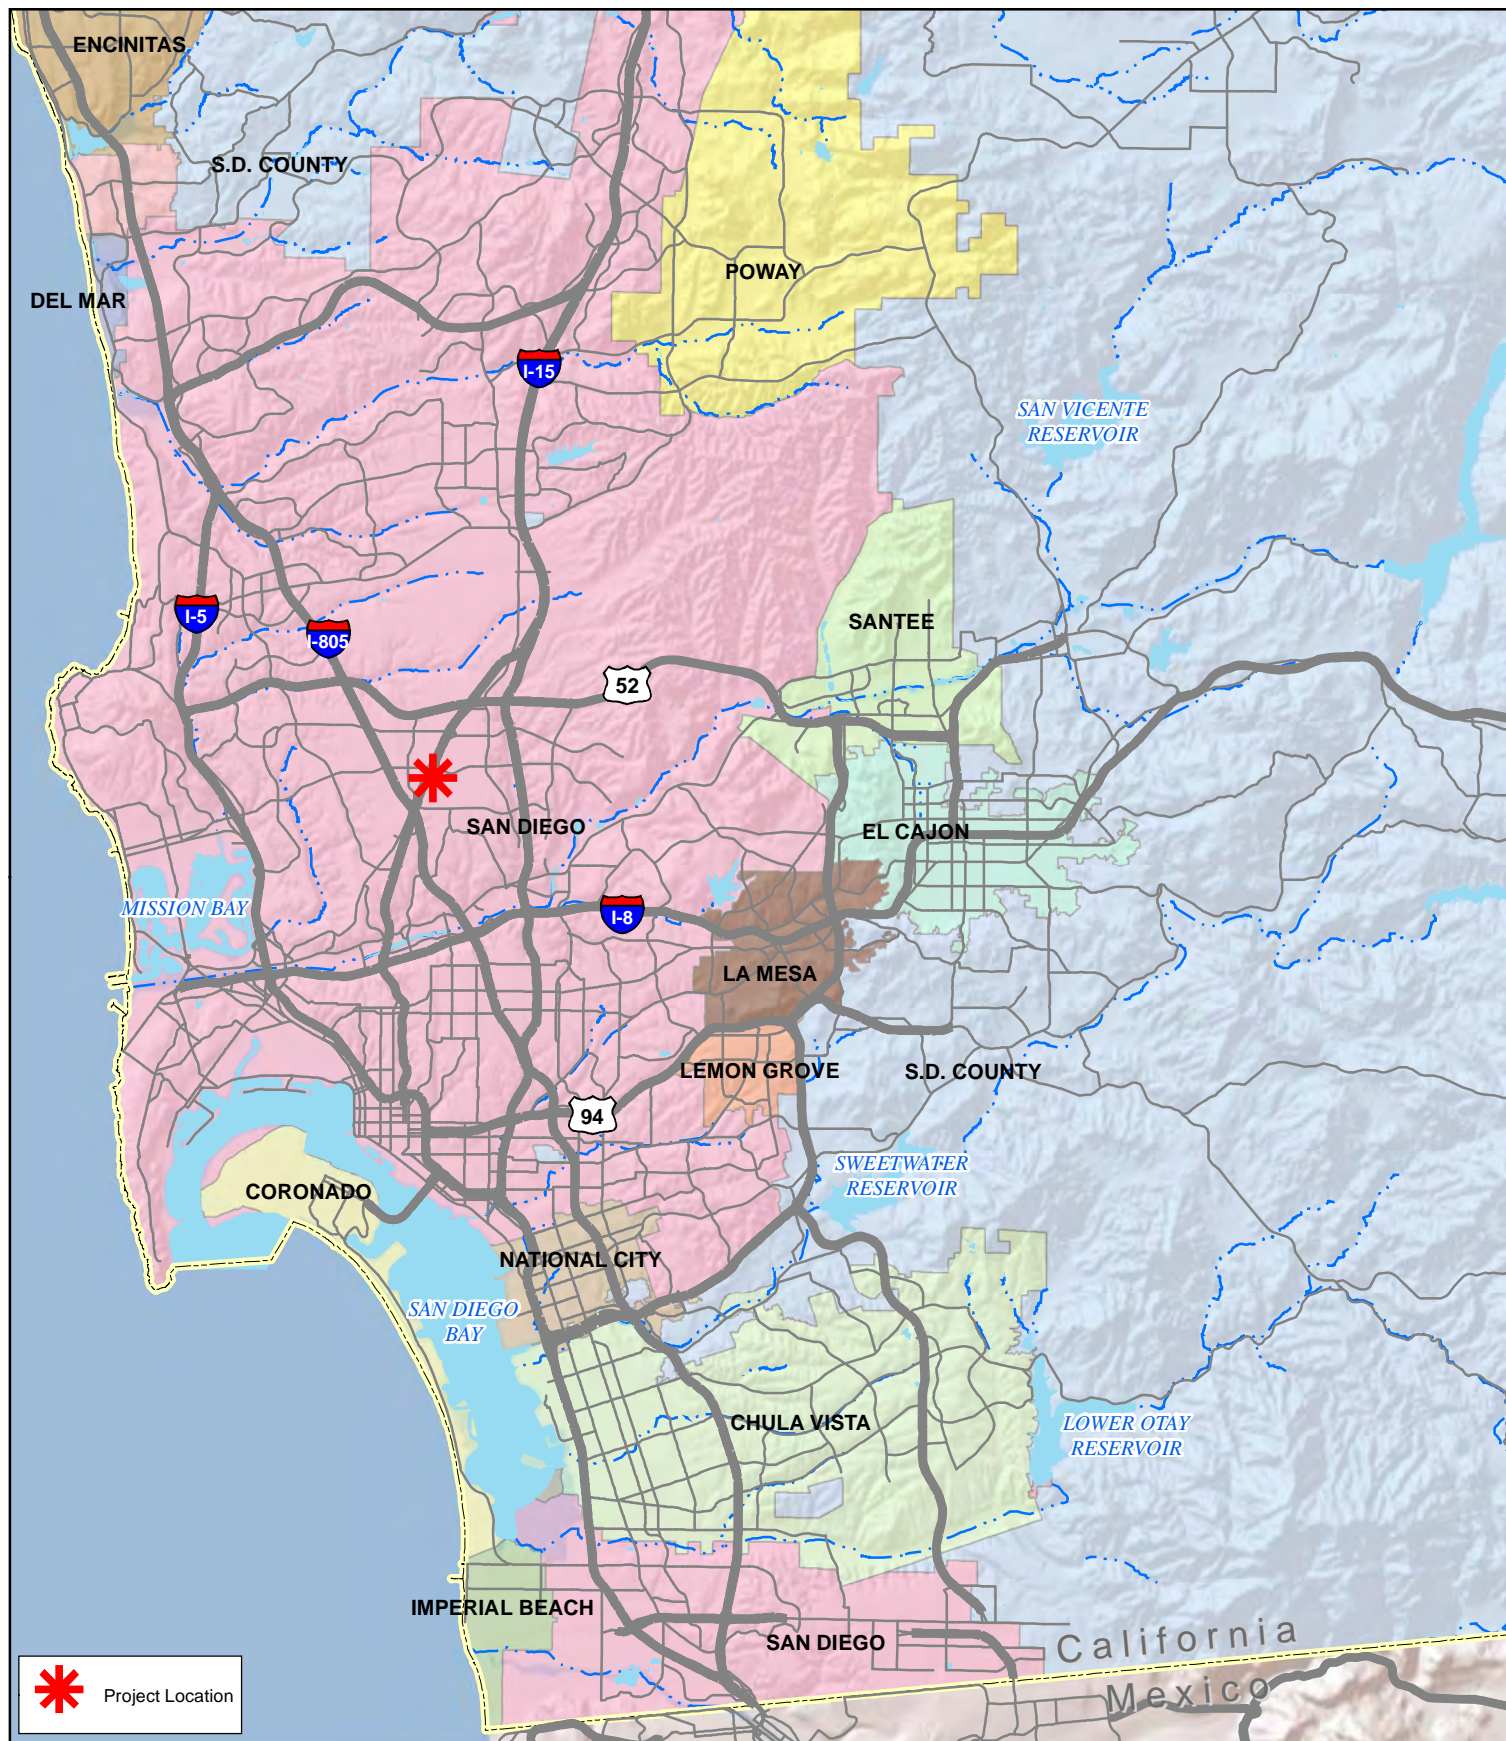 ENCINITAS
S.D. COUNTY
POWAY
DEL MAR
I-15
SAN VICENTE
RESERVOIR
I-5
I-805
SANTEE
52
SAN DIEGO
EL CAJON
MISSION BAY
I-8
LA MESA
LEMON GROVE
S.D. COUNTY
94
SWEETWATER
RESERVOIR
CORONADO
NATIONAL CITY
SAN DIEGO
BAY
CHULA VISTA
LOWER OTAY
RESERVOIR
IMPERIAL BEACH
SAN DIEGO
California
Mexico
Project Location